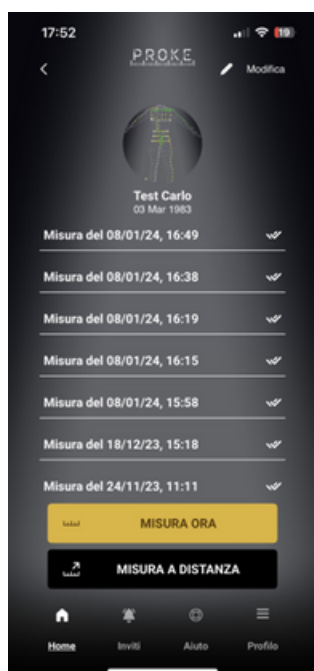 17:52
19
PROKE
Modifica
Test Carlo
03 Mar 1983
Misura del 08/01/24, 16:49
Misura del 08/01/24, 16:38
Misura del 08/01/24, 16:19
Misura del 08/01/24, 16:15
Misura del 08/01/24, 15:58
Misura del 18/12/23, 15:18
Misura del 24/11/23, 11:11
MISURA ORA
MISURA A DISTANZA
Home Inviti Aiuto Profilo